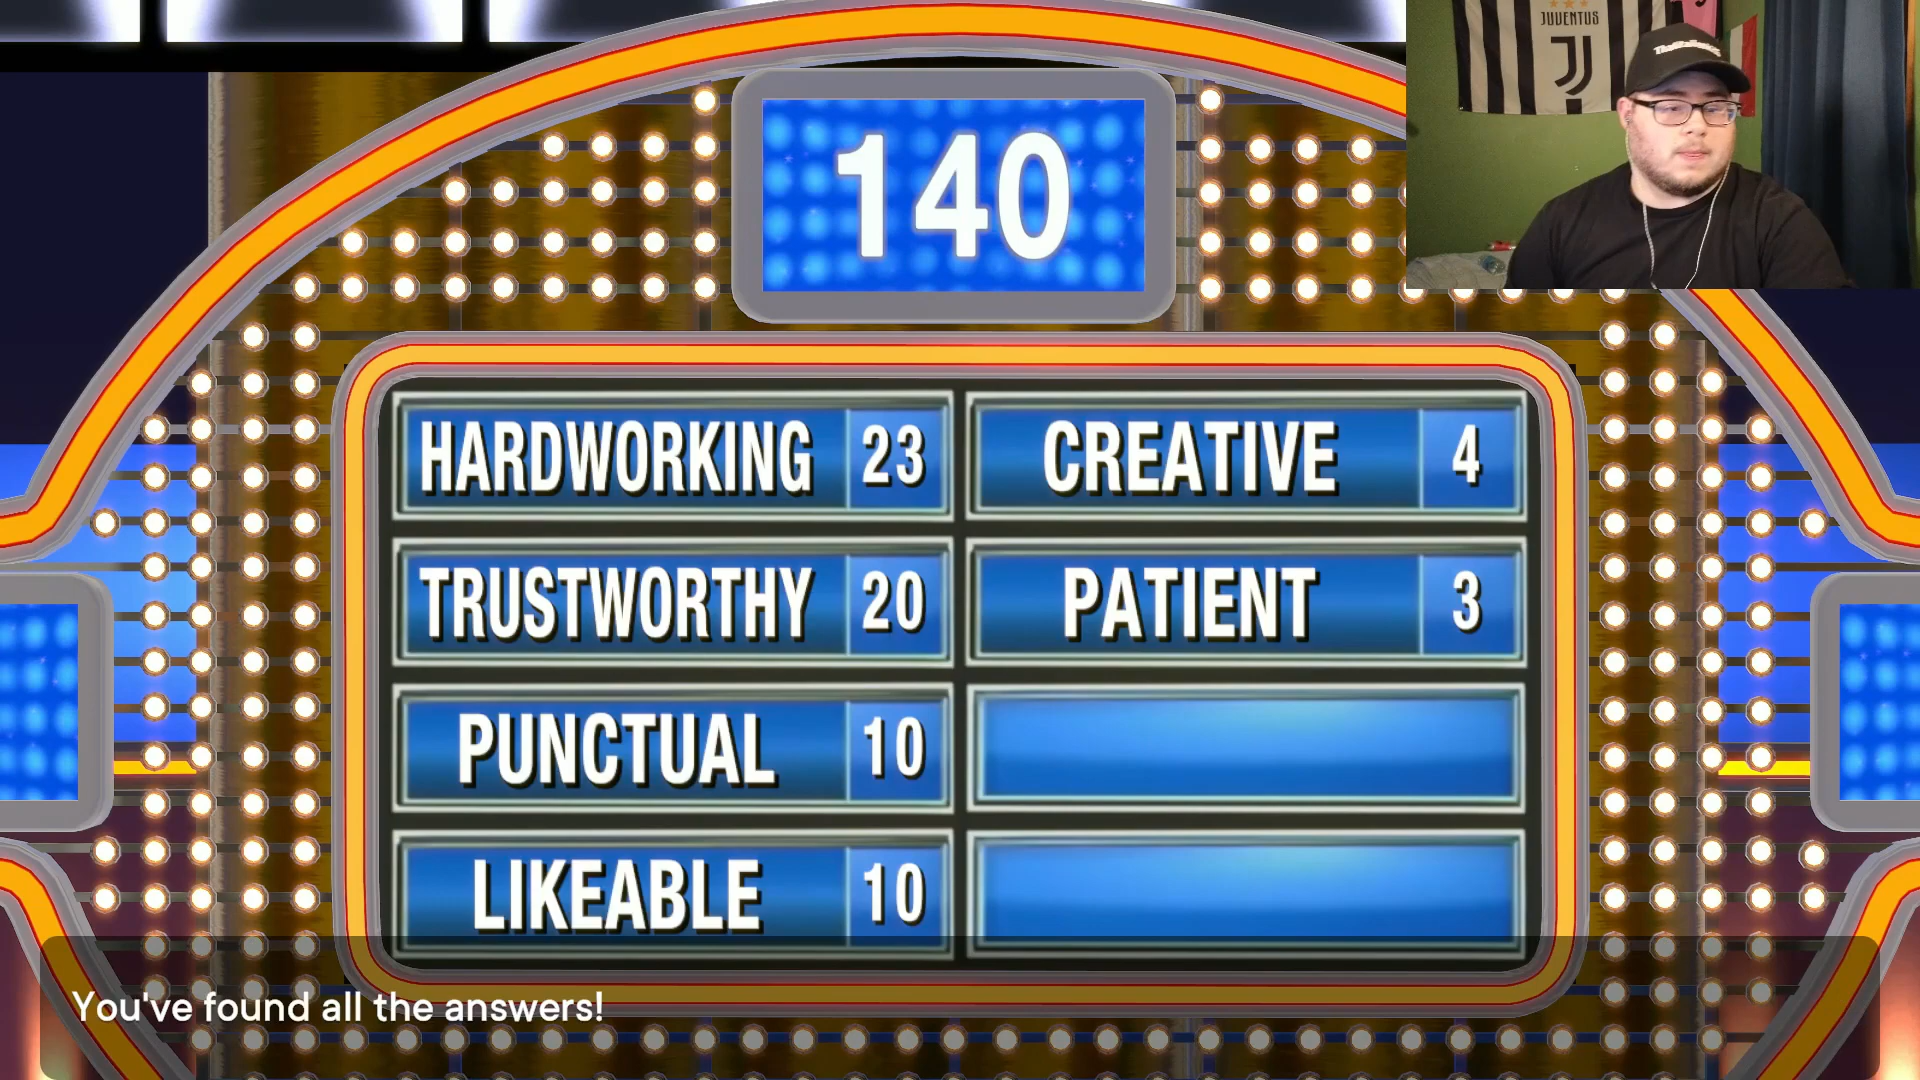 JUVENTUS
140
HARDWORKING 23
TRUSTWORTHY 20
PUNCTUAL 10
LIKEABLE 10
CREATIVE 4
PATIENT 3
You've found all the answers!